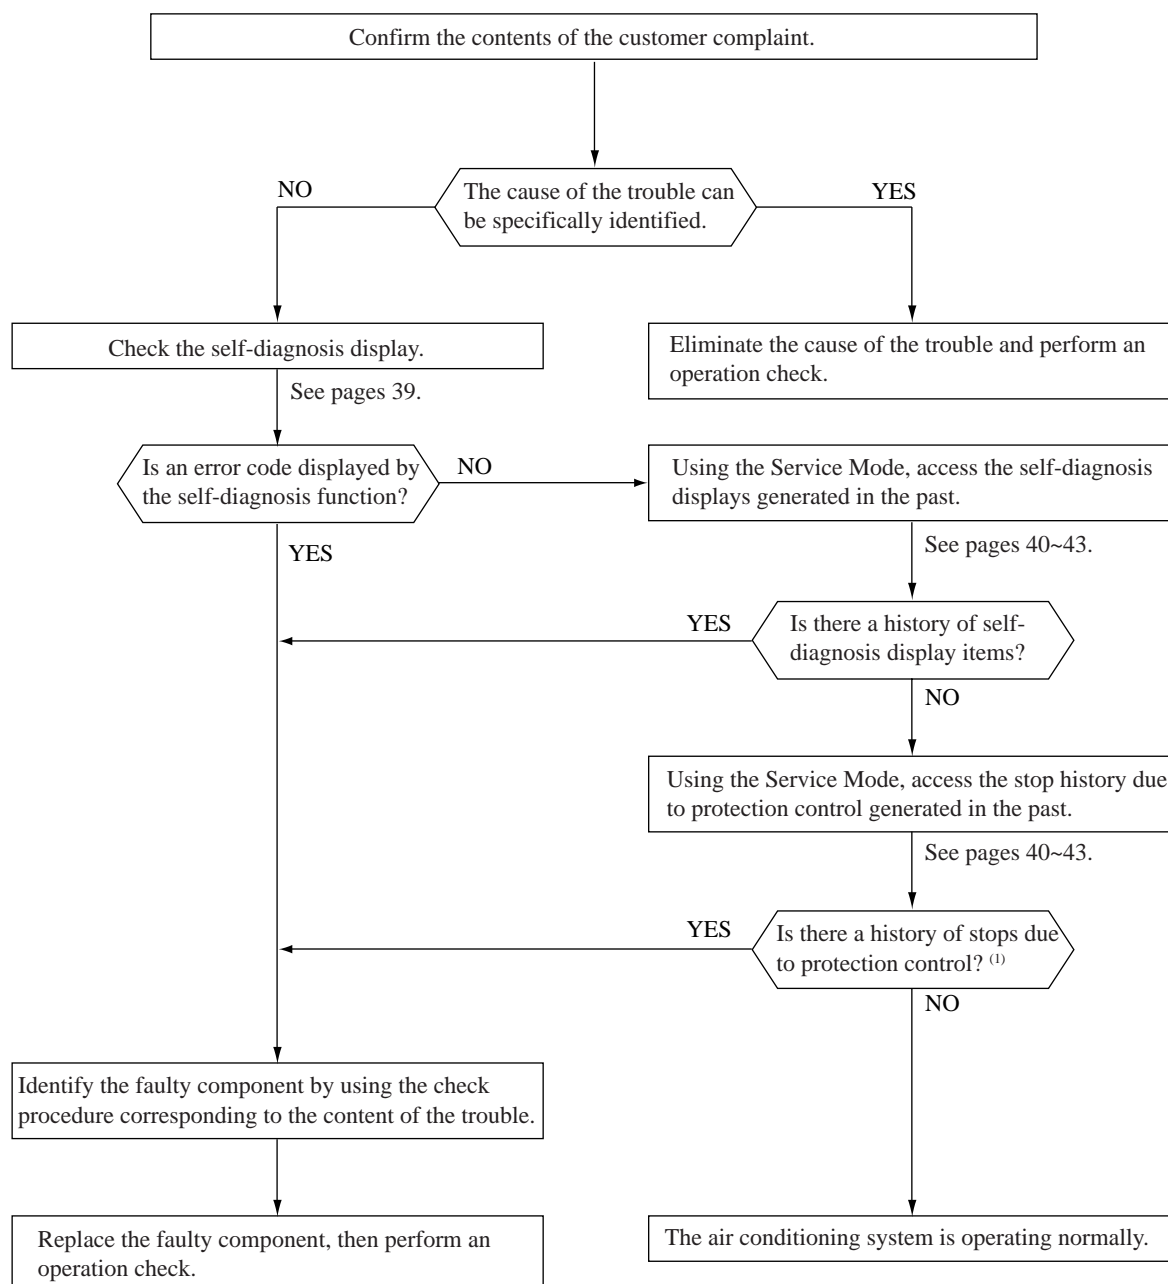 Confirm the contents of the customer complaint.
NO
The cause of the trouble can
be specifically identified.
YES
Check the self-diagnosis display.
Eliminate the cause of the trouble and perform an
operation check.
See pages 39.
Is an error code displayed by
the self-diagnosis function?
NO
Using the Service Mode, access the self-diagnosis
displays generated in the past.
YES
See pages 40~43.
YES
Is there a history of self-
diagnosis display items?
NO
Using the Service Mode, access the stop history due
to protection control generated in the past.
See pages 40~43.
YES
Is there a history of stops due
to protection control? (1)
NO
Identify the faulty component by using the check
procedure corresponding to the content of the trouble.
Replace the faulty component, then perform an
operation check.
The air conditioning system is operating normally.